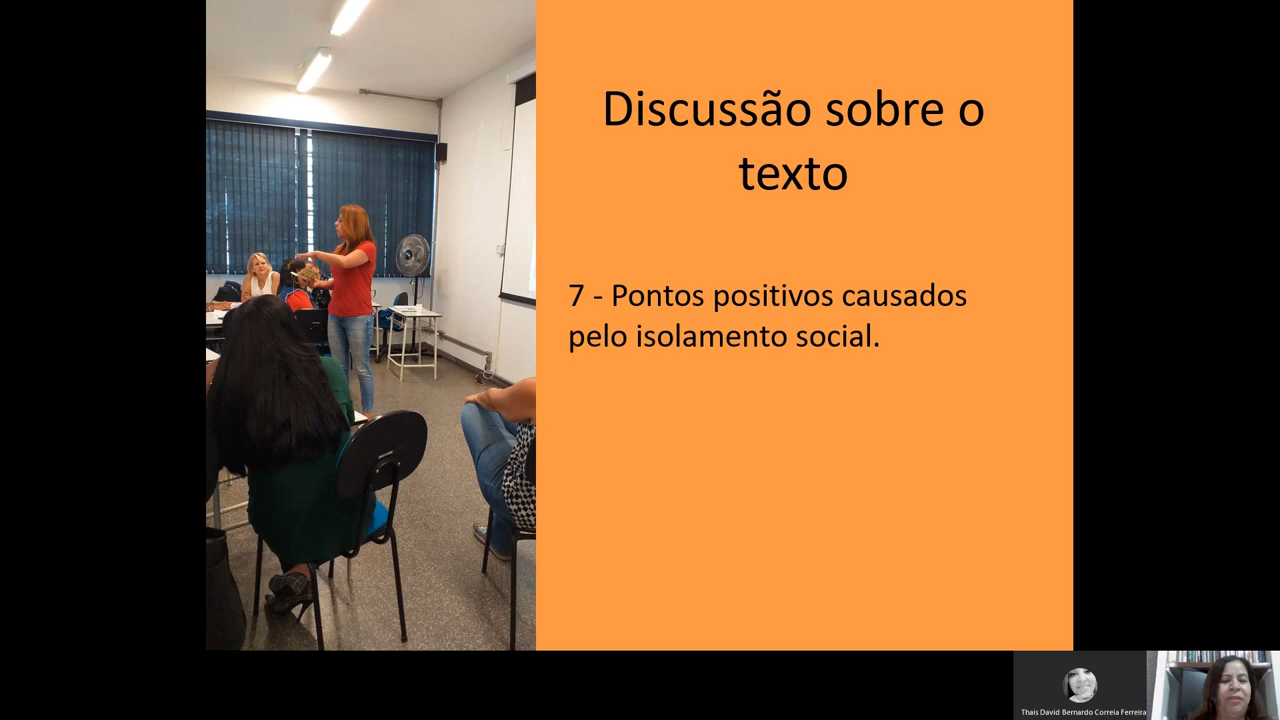 Discussão sobre o
texto
7 - Pontos positivos causados
pelo isolamento social.
Thais David Bernardo Correia Ferreira